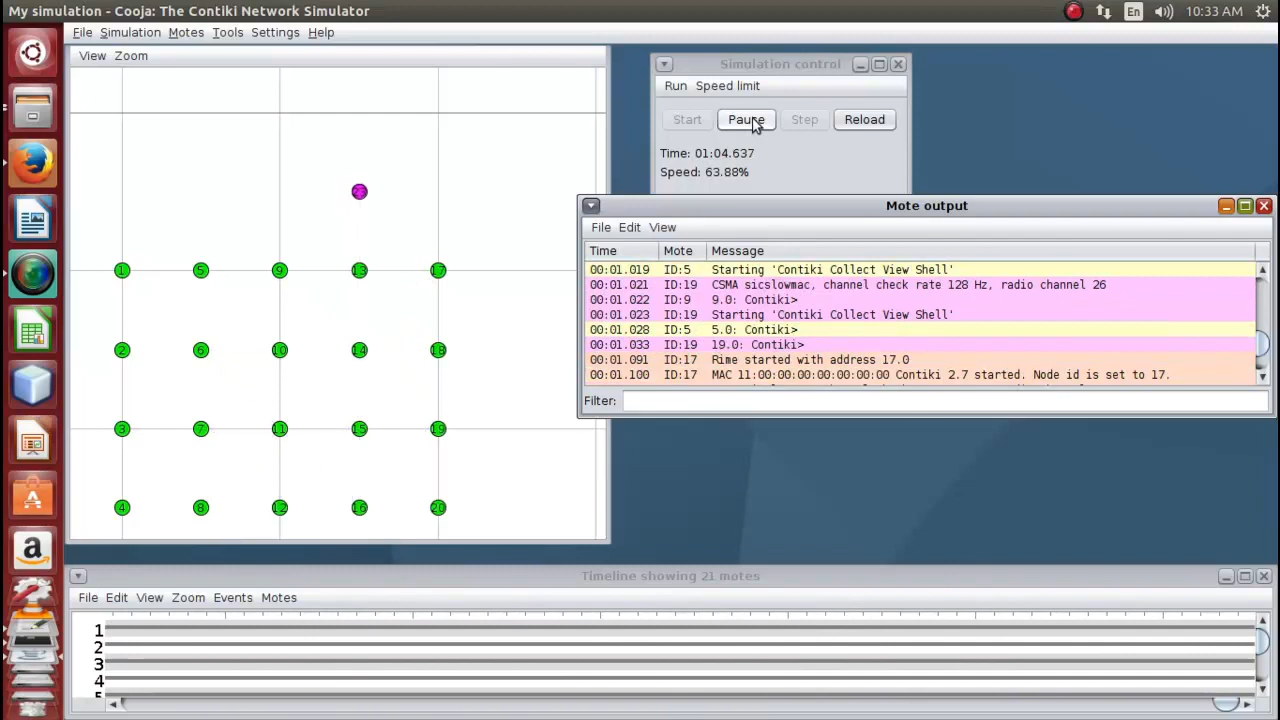 My simulation - Cooja: The Contiki Network Simulator
En
10:33 AM
File Simulation Motes Tools Settings Help
View Zoom
1 5 9 13 17
2 6 10 14 18
3 7 11 15 19
4 8 12 16 20
Simulation control
Run Speed limit
Start Pause Step Reload
Time: 01:04.637
Speed: 63.88%
Mote output
File Edit View
Time Mote Message
00:01.019 ID:5 Starting 'Contiki Collect View Shell'
00:01.021 ID:19 CSMA sicslowmac, channel check rate 128 Hz, radio channel 26
00:01.022 ID:9 9.0: Contiki>
00:01.023 ID:19 Starting 'Contiki Collect View Shell'
00:01.028 ID:5 5.0: Contiki>
00:01.033 ID:19 19.0: Contiki>
00:01.091 ID:17 Rime started with address 17.0
00:01.100 ID:17 MAC 11:00:00:00:00:00:00:00 Contiki 2.7 started. Node id is set to 17.
Filter:
Timeline showing 21 motes
File Edit View Zoom Events Motes
1
2
3
4
5